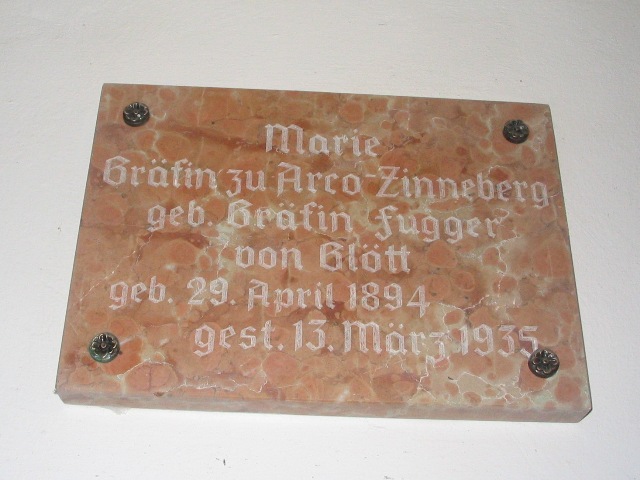 Marie
Gräfin zu Arco-Zinneberg
geb. Gräfin Fugger
von Glött
geb. 29. April 1894
gest. 13. März 1935